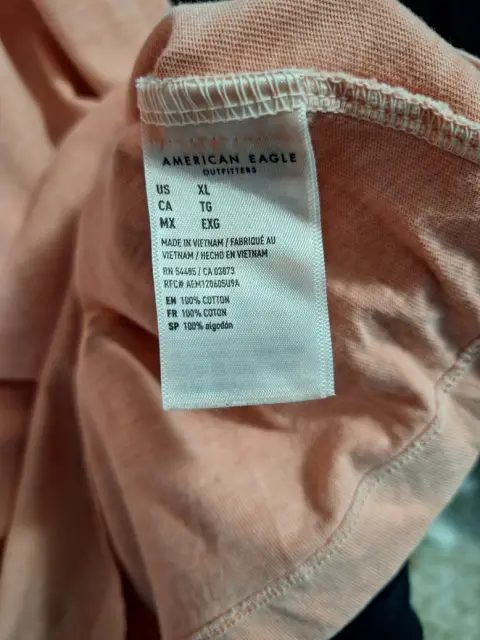 AMERICAN EAGLE
OUTFITTERS
US XL
CA TG
MX EXG
MADE IN VIETNAM / FABRIQUÉ AU
VIETNAM / HECHO EN VIETNAM
RN 54485 / CA 03873
RFC# AEM120605U9A
EN 100% COTTON
FR 100% COTON
SP 100% algodón